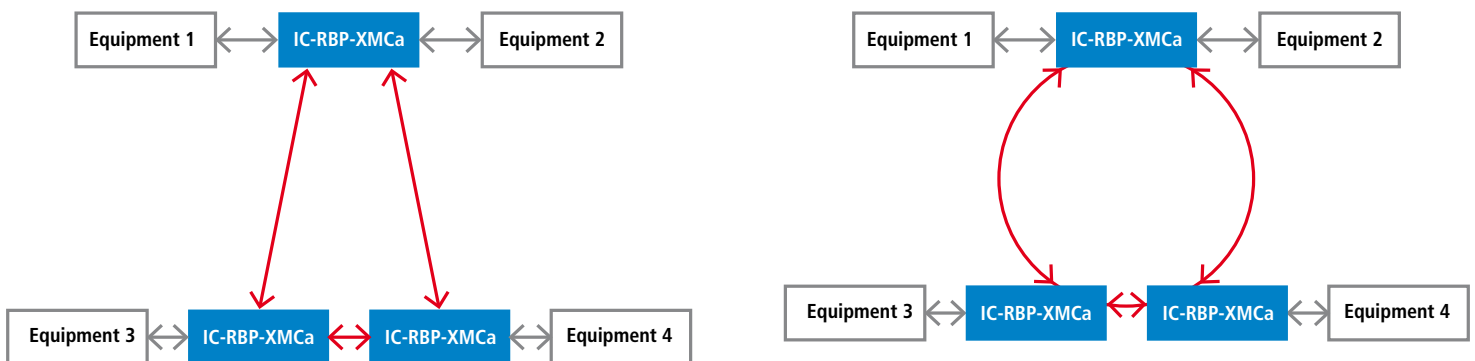 Equipment 1
IC-RBP-XMCa
Equipment 2
Equipment 3
IC-RBP-XMCa
IC-RBP-XMCa
Equipment 4
Equipment 1
IC-RBP-XMCa
Equipment 2
Equipment 3
IC-RBP-XMCa
IC-RBP-XMCa
Equipment 4